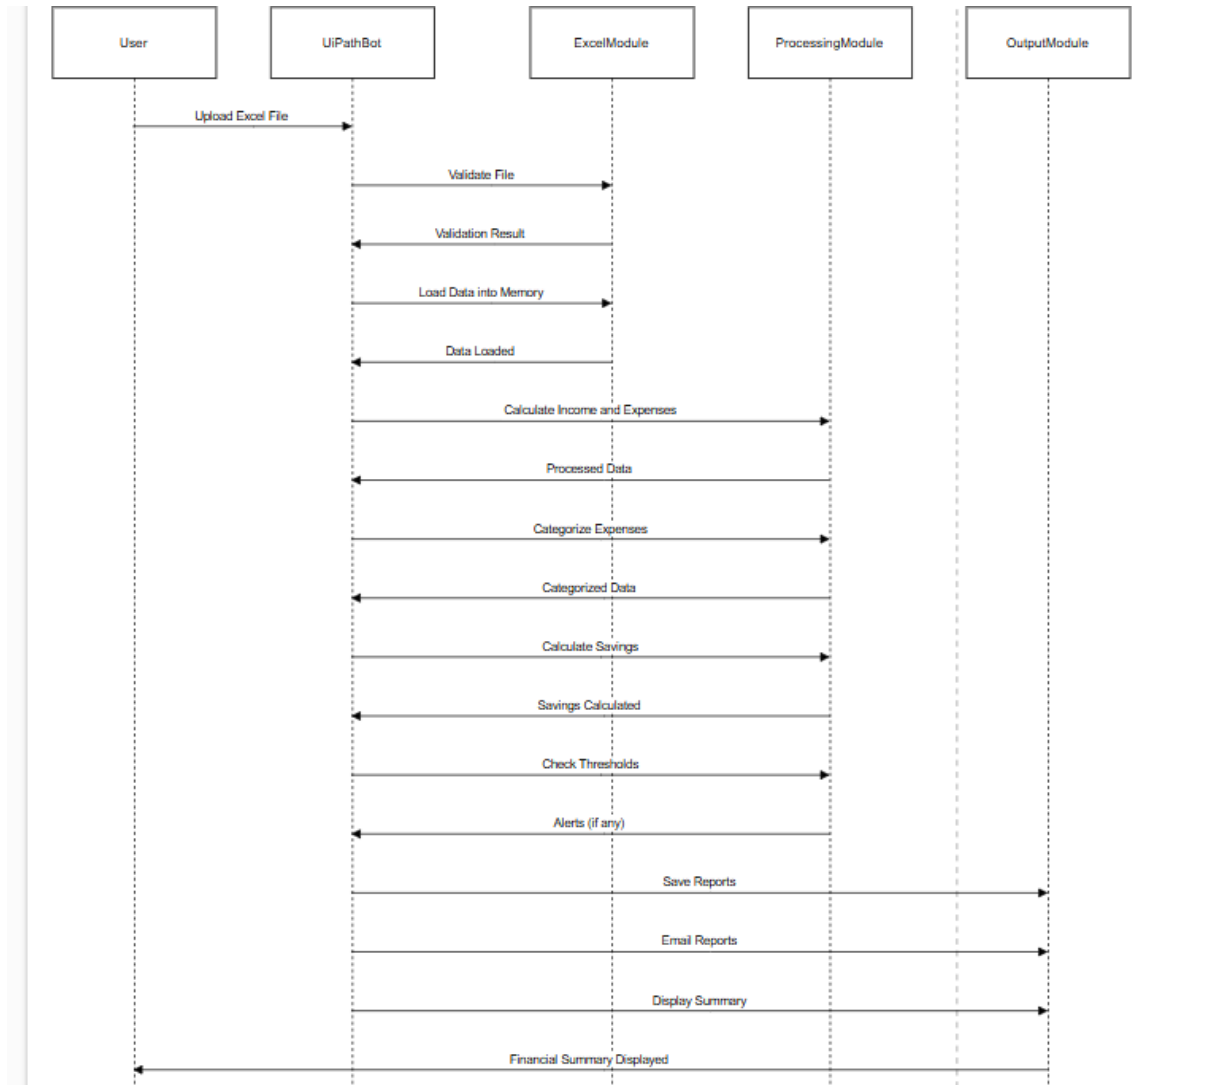 User
UiPathBot
ExcelModule
ProcessingModule
OutputModule
Upload Excel File
Validate File
Validation Result
Load Data into Memory
Data Loaded
Calculate Income and Expenses
Processed Data
Categorize Expenses
Categorized Data
Calculate Savings
Savings Calculated
Check Thresholds
Alerts (if any)
Save Reports
Email Reports
Display Summary
Financial Summary Displayed